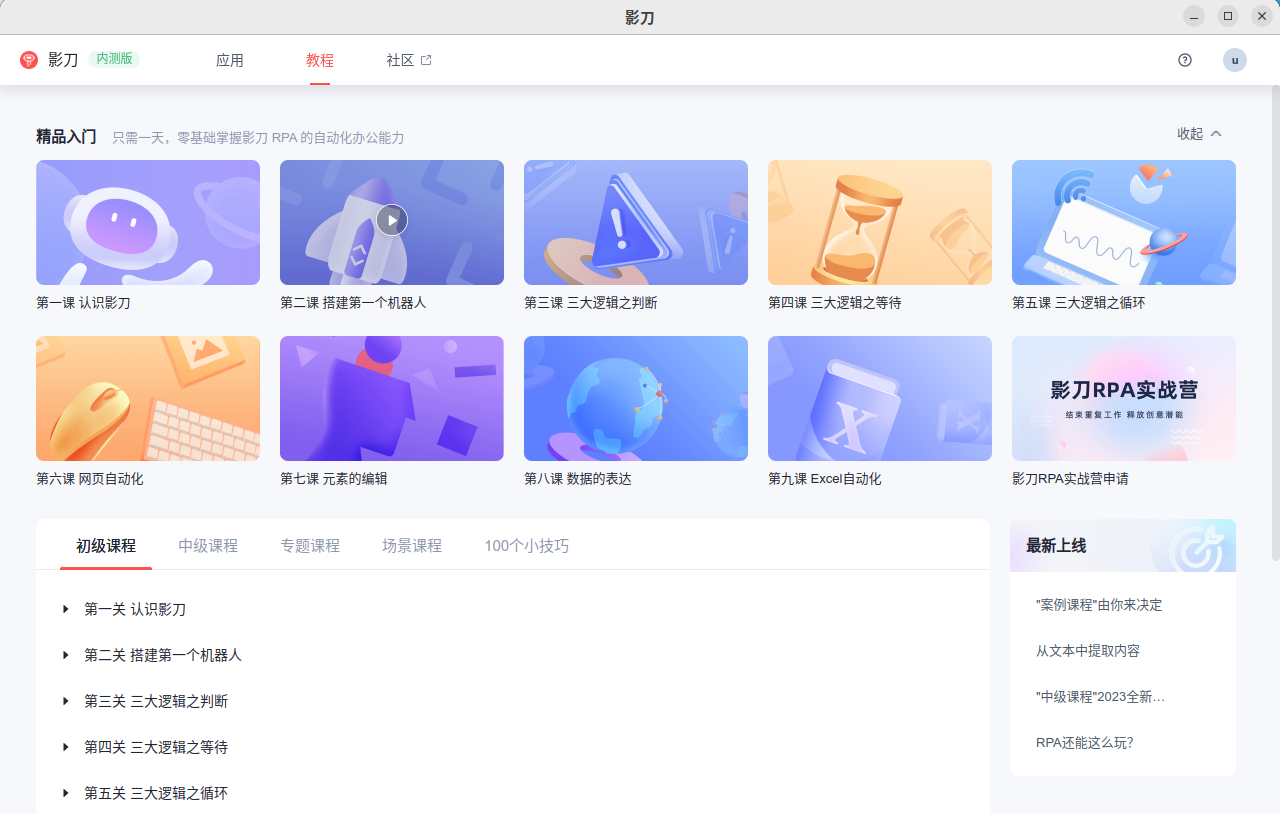 影刀
影刀 内测版 应用 教程 社区 u
精品入门 只需一天，零基础掌握影刀 RPA 的自动化办公能力 收起
第一课 认识影刀
第二课 搭建第一个机器人
第三课 三大逻辑之判断
第四课 三大逻辑之等待
第五课 三大逻辑之循环
X
影刀RPA实战营
结束重复工作 释放创意潜能
第六课 网页自动化
第七课 元素的编辑
第八课 数据的表达
第九课 Excel自动化
影刀RPA实战营申请
初级课程 中级课程 专题课程 场景课程 100个小技巧
第一关 认识影刀
第二关 搭建第一个机器人
第三关 三大逻辑之判断
第四关 三大逻辑之等待
第五关 三大逻辑之循环
最新上线
"案例课程"由你来决定
从文本中提取内容
"中级课程"2023全新…
RPA还能这么玩？